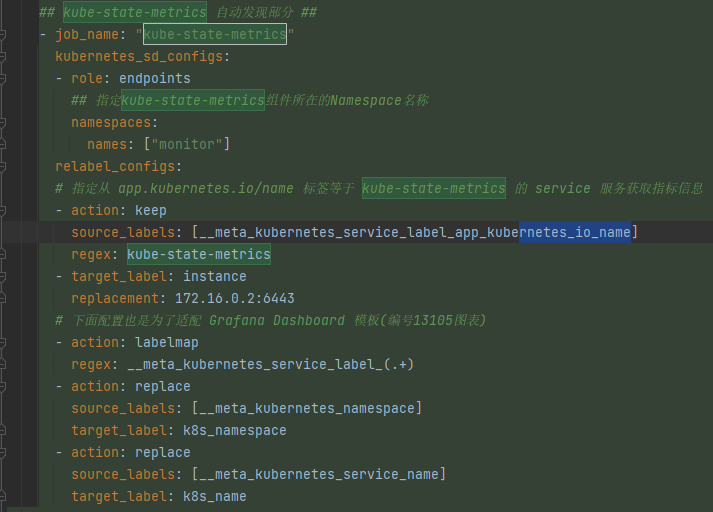 ## kube-state-metrics 自动发现部分 ##
- job_name: "kube-state-metrics"
kubernetes_sd_configs:
- role: endpoints
## 指定kube-state-metrics组件所在的Namespace名称
namespaces:
names: ["monitor"]
relabel_configs:
# 指定从 app.kubernetes.io/name 标签等于 kube-state-metrics 的 service 服务获取指标信息
- action: keep
source_labels: [__meta_kubernetes_service_label_app_kubernetes_io_name]
regex: kube-state-metrics
- target_label: instance
replacement: 172.16.0.2:6443
# 下面配置也是为了适配 Grafana Dashboard 模板(编号13105图表)
- action: labelmap
regex: __meta_kubernetes_service_label_(.+)
- action: replace
source_labels: [__meta_kubernetes_namespace]
target_label: k8s_namespace
- action: replace
source_labels: [__meta_kubernetes_service_name]
target_label: k8s_name